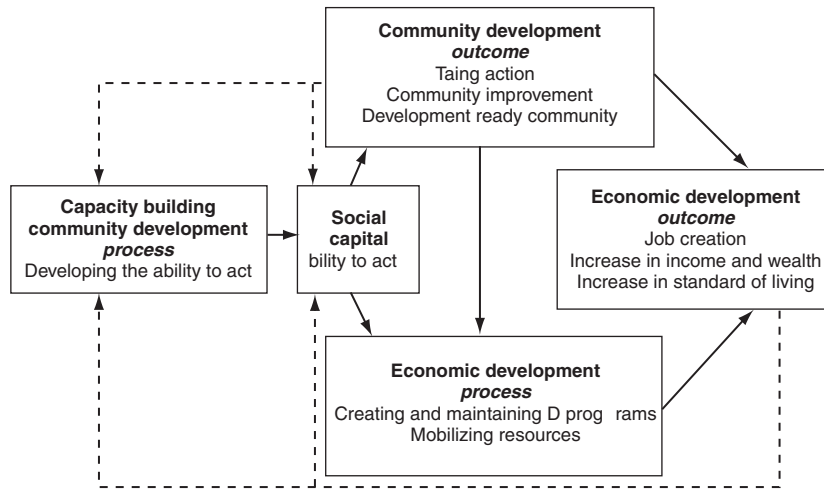 Community development
outcome
Taing action
Community improvement
Development ready community
Capacity building
community development
process
Developing the ability to act
Social
capital
bility to act
Economic development
outcome
Job creation
Increase in income and wealth
Increase in standard of living
Economic development
process
Creating and maintaining D prog rams
Mobilizing resources